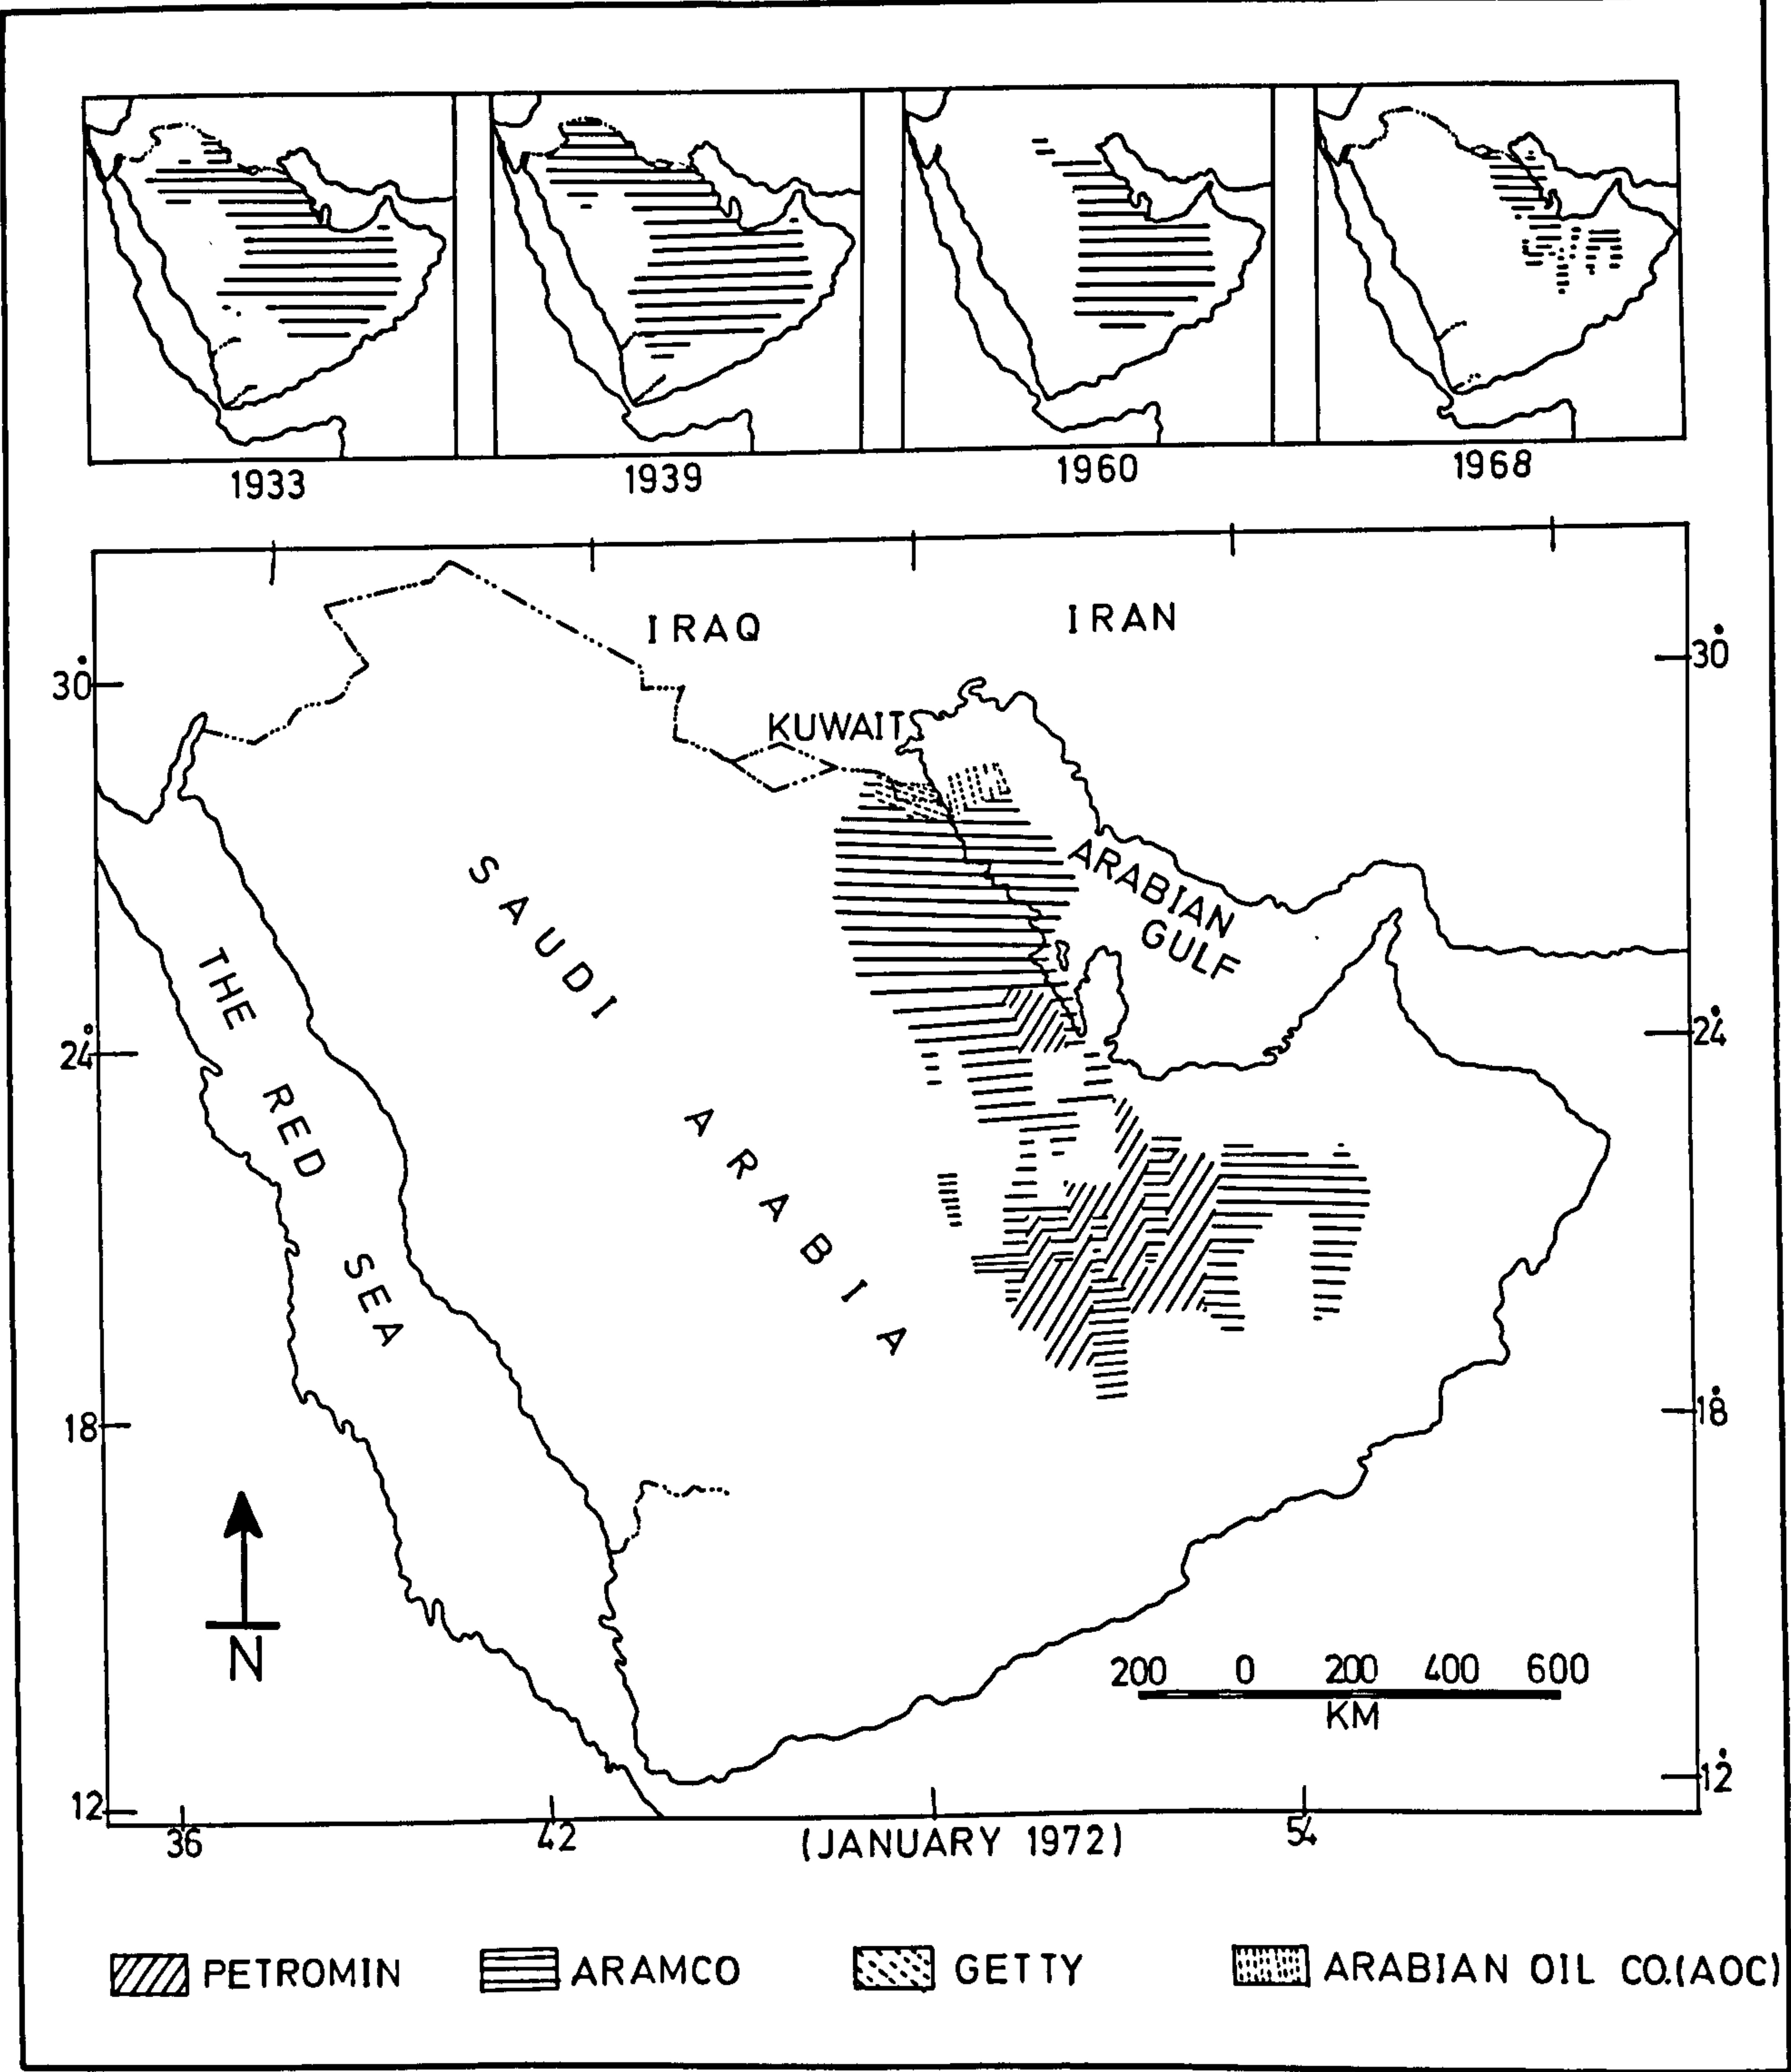 1933
1939
1960
1968
IRAQ
IRAN
KUWAIT
30°
30°
ARABIAN
GULF
SAUDI
ARABIA
THE
RED
SEA
24°
24°
18
18°
N
200 0 200 400 600
KM
12
12°
36
42
(JANUARY 1972)
54
PETROMIN
ARAMCO
GETTY
ARABIAN OIL CO.(AOC)